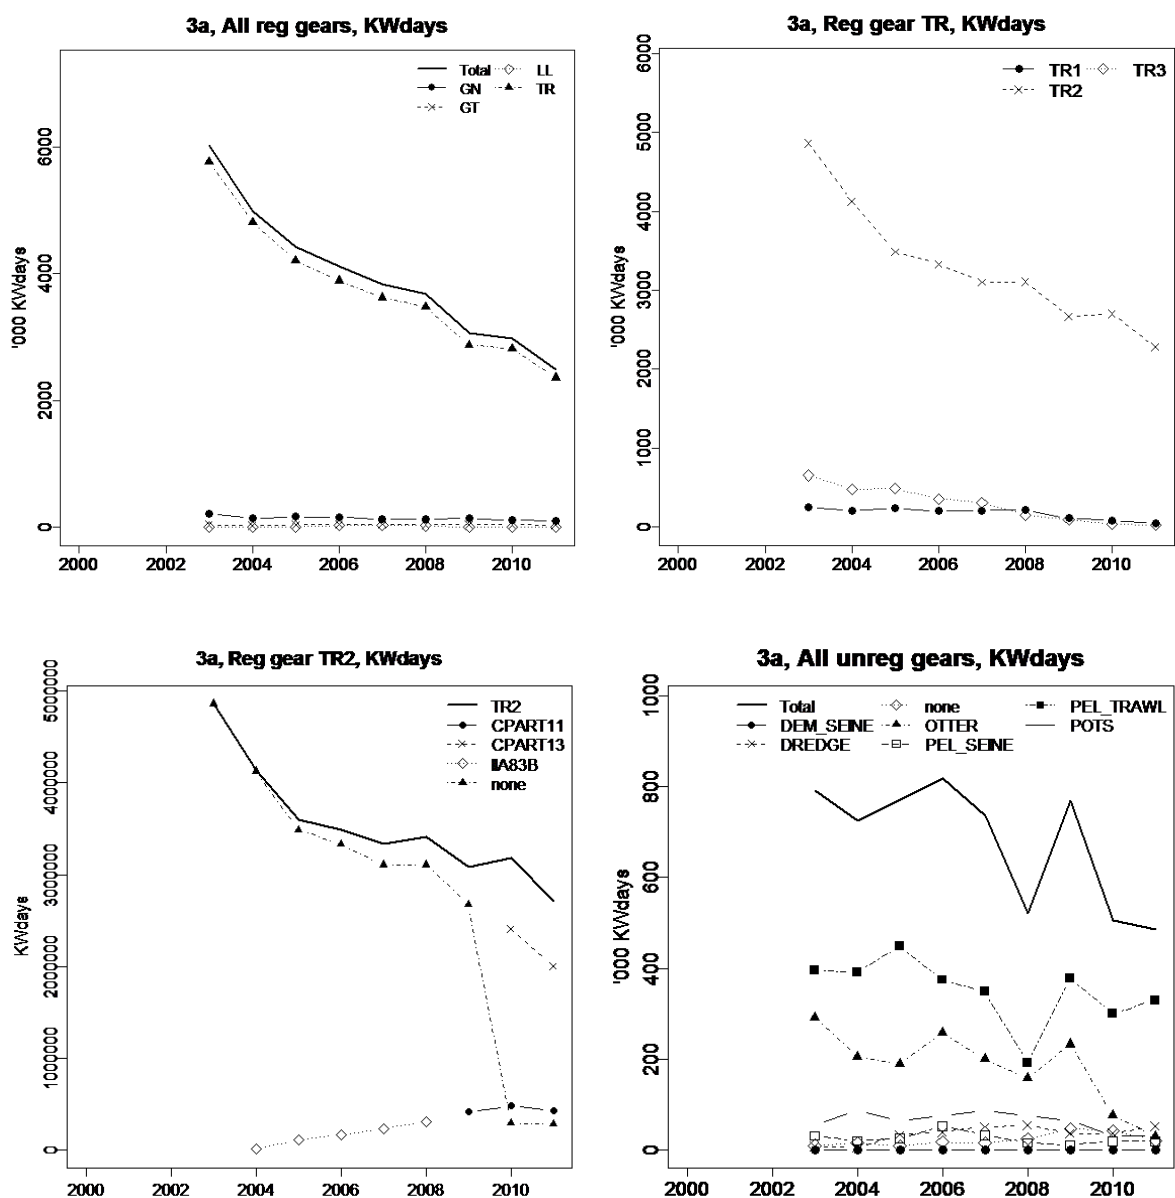 3a, All reg gears, KWdays
Total LL
GN TR
GT
'000 KWdays
6000
4000
2000
0
2000 2002 2004 2006 2008 2010
3a, Reg gear TR, KWdays
TR1 TR3
TR2
'000 KWdays
6000
5000
4000
3000
2000
1000
0
2000 2002 2004 2006 2008 2010
3a, Reg gear TR2, KWdays
TR2
CPART11
CPART13
IIA83B
none
KWdays
5000000
4000000
3000000
2000000
1000000
0
2000 2002 2004 2006 2008 2010
3a, All unreg gears, KWdays
Total none PEL_TRAWL
DEM_SEINE OTTER POTS
DREDGE PEL_SEINE
'000 KWdays
1000
800
600
400
200
0
2000 2002 2004 2006 2008 2010